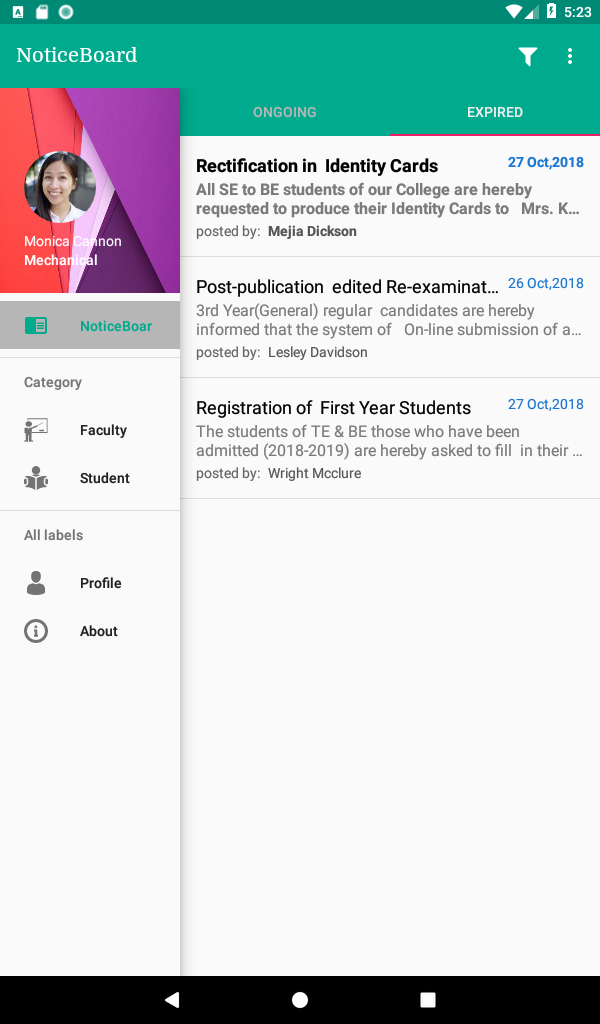 5:23
NoticeBoard
Monica Cannon
Mechanical
NoticeBoar
Category
Faculty
Student
All labels
Profile
About
ONGOING
EXPIRED
Rectification in Identity Cards
27 Oct,2018
All SE to BE students of our College are hereby
requested to produce their Identity Cards to Mrs. K...
posted by: Mejia Dickson
Post-publication edited Re-examinat...
26 Oct,2018
3rd Year(General) regular candidates are hereby
informed that the system of On-line submission of a...
posted by: Lesley Davidson
Registration of First Year Students
27 Oct,2018
The students of TE & BE those who have been
admitted (2018-2019) are hereby asked to fill in their ...
posted by: Wright Mcclure